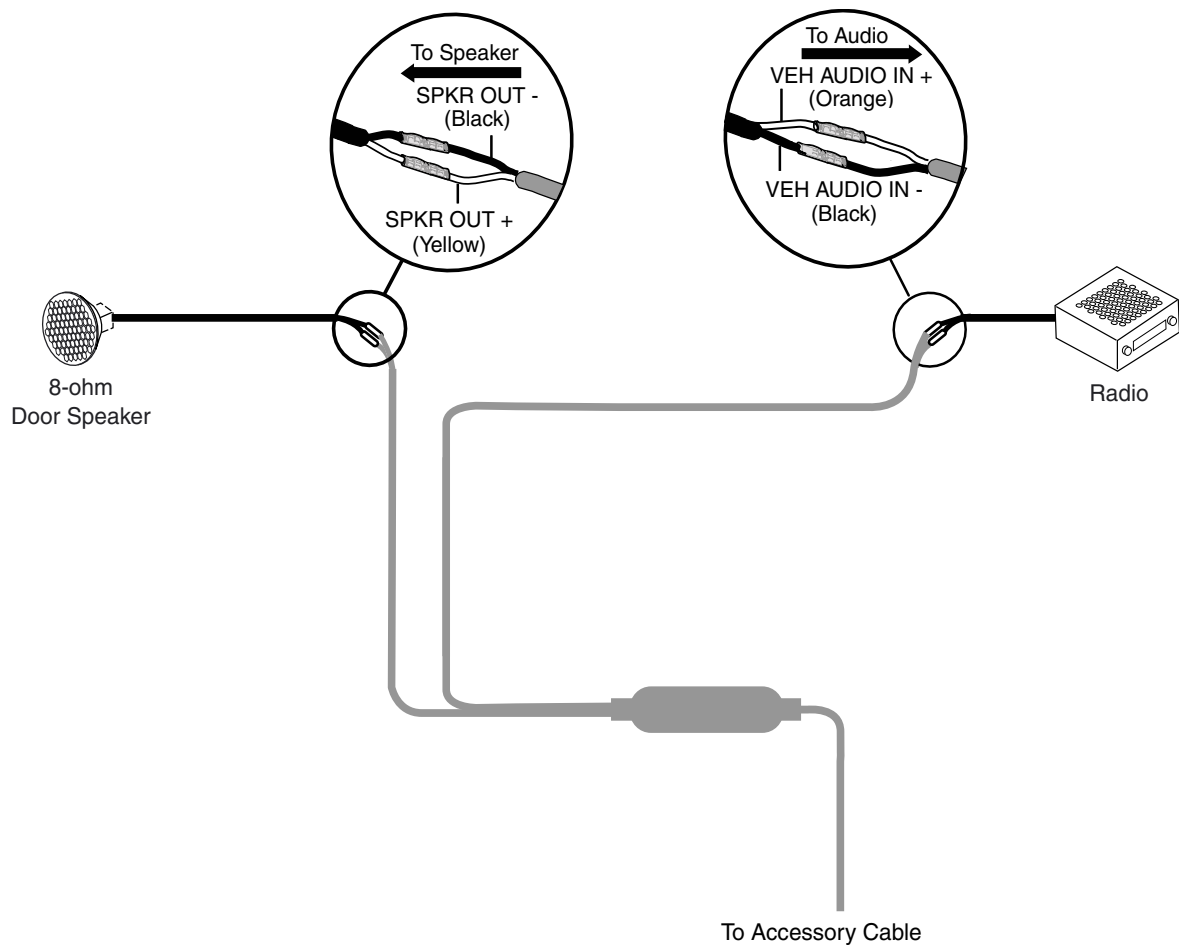 To Speaker
SPKR OUT -
(Black)
SPKR OUT +
(Yellow)
To Audio
VEH AUDIO IN +
(Orange)
VEH AUDIO IN -
(Black)
8-ohm
Door Speaker
Radio
To Accessory Cable